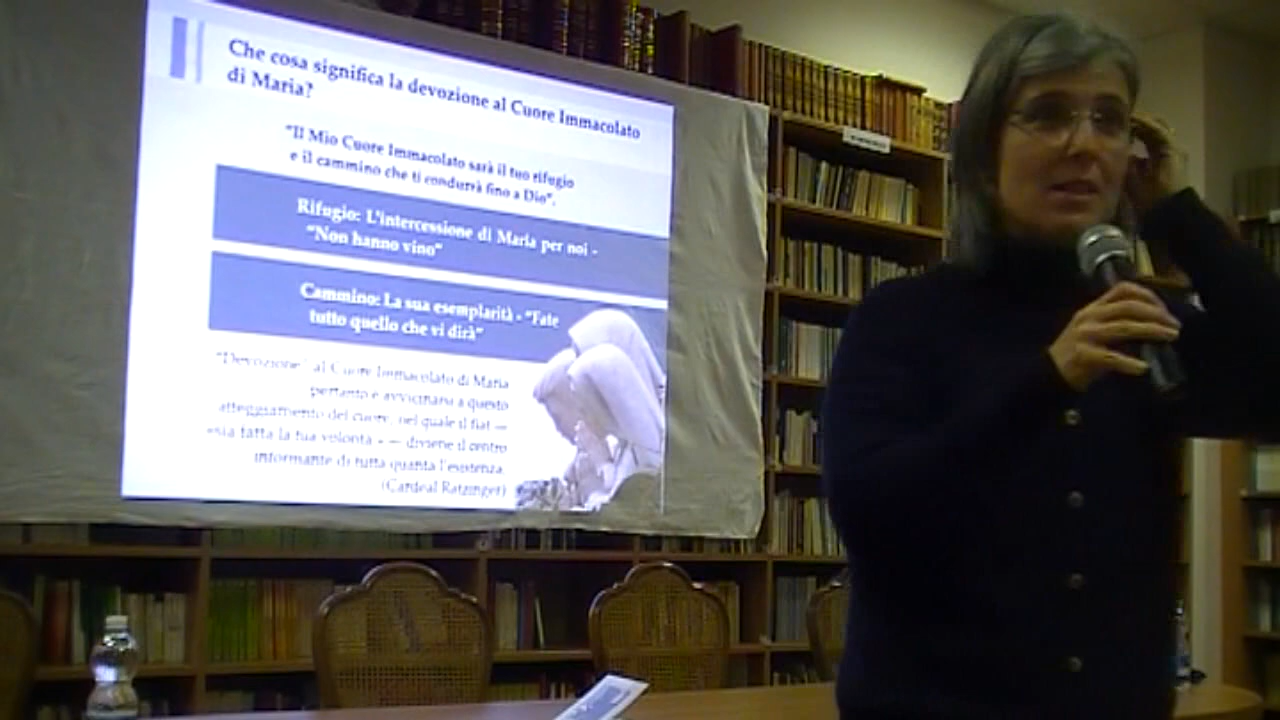 Che cosa significa la devozione al Cuore Immacolato
di Maria?
"Il Mio Cuore Immacolato sarà il tuo rifugio
e il cammino che ti condurrà fino a Dio".
Rifugio: L'intercessione di Maria per noi -
"Non hanno vino"
Cammino: La sua esemplarità - "Fate
tutto quello che vi dirà"
"Devozione" al Cuore Immacolato di Maria
pertanto è avvicinarsi a questo
atteggiamento del cuore, nel quale il fiat —
«sia fatta la tua volontà» — diviene il centro
informante di tutta quanta l'esistenza.
(Cardeal Ratzinger)